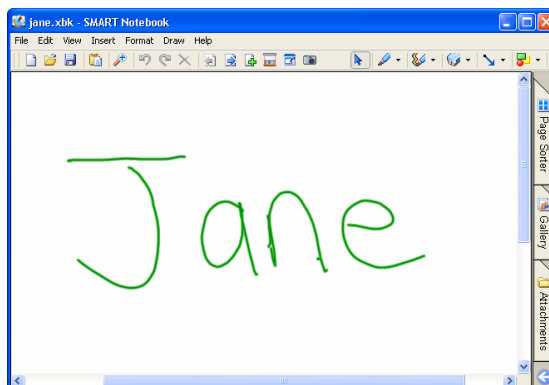 jane.xbk - SMART Notebook
File Edit View Insert Format Draw Help
Jane
Page Sorter
Gallery
Attachments